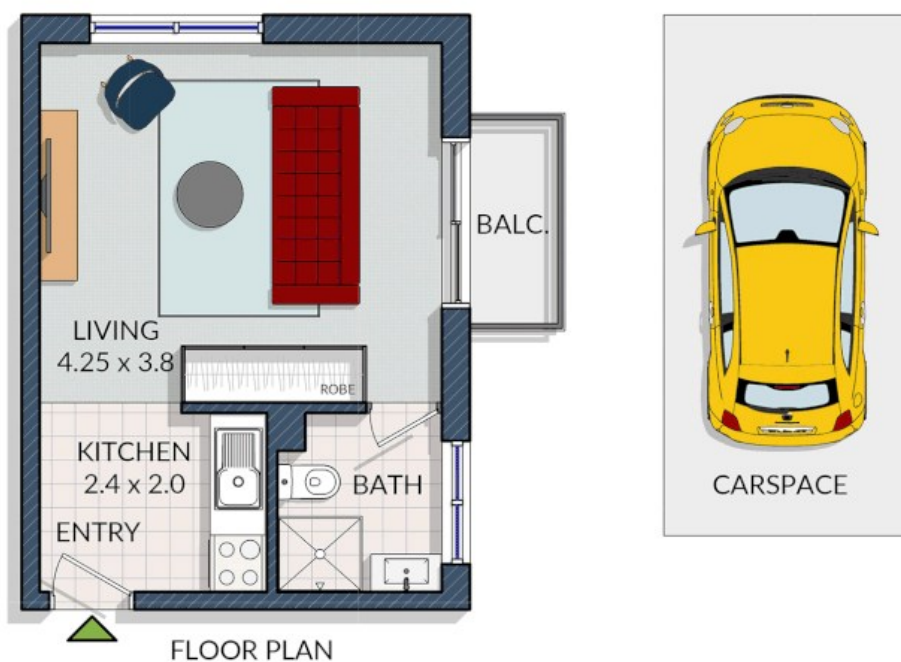 BALC.
LIVING
4.25 x 3.8
ROBE
KITCHEN
2.4 x 2.0
BATH
ENTRY
CARSPACE
FLOOR PLAN